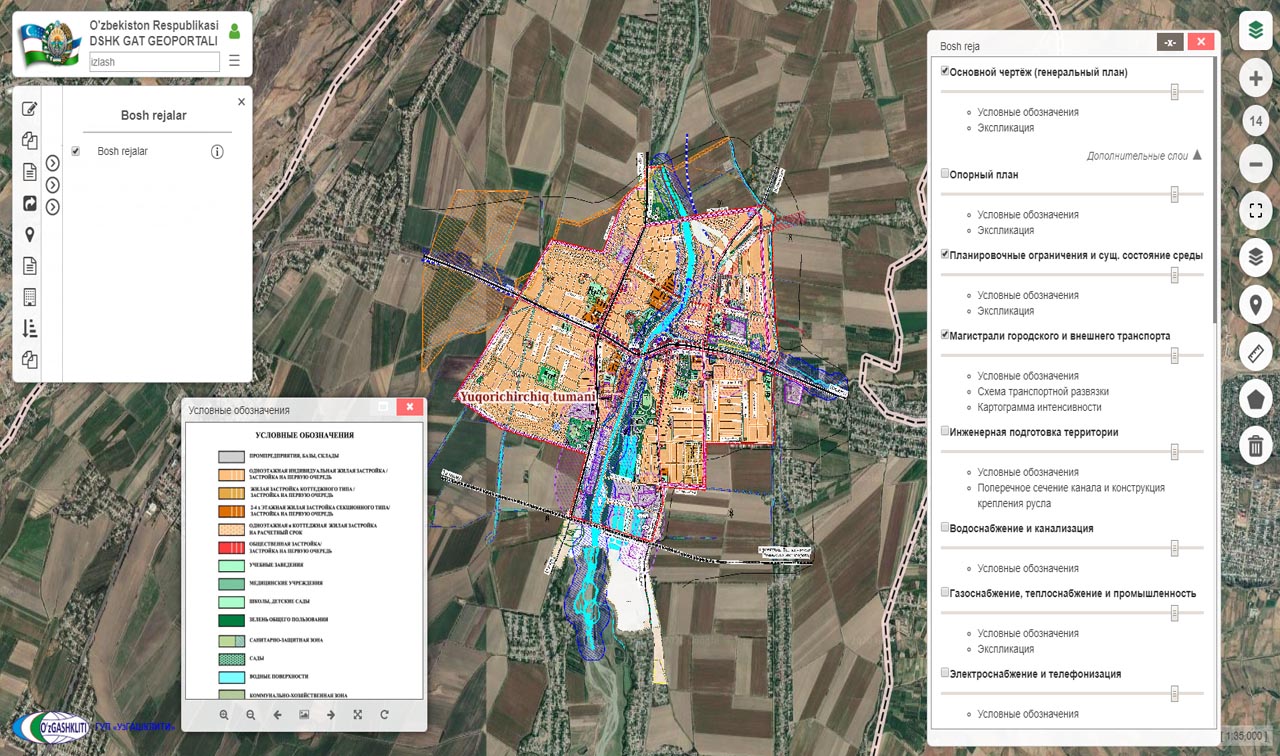 O'zbekiston Respublikasi
DSHK GAT GEOPORTALI
izlash
Bosh rejalar
Bosh rejalar
Yuqorichirchiq tumani
Условные обозначения
УСЛОВНЫЕ ОБОЗНАЧЕНИЯ
ПРОМПРЕДПРИЯТИЯ, БАЗЫ, СКЛАДЫ
ОДНОЭТАЖНАЯ ИНДИВИДУАЛЬНАЯ ЖИЛАЯ ЗАСТРОЙКА /
ЗАСТРОЙКА НА ПЕРВУЮ ОЧЕРЕДЬ
ЖИЛАЯ ЗАСТРОЙКА КОТТЕДЖНОГО ТИПА /
ЗАСТРОЙКА НА ПЕРВУЮ ОЧЕРЕДЬ
2-4 х ЭТАЖНАЯ ЖИЛАЯ ЗАСТРОЙКА СЕКЦИОННОГО ТИПА/
ЗАСТРОЙКА НА ПЕРВУЮ ОЧЕРЕДЬ
ОДНОЭТАЖНАЯ и КОТТЕДЖНАЯ ЖИЛАЯ ЗАСТРОЙКА
НА РАСЧЕТНЫЙ СРОК
ОБЩЕСТВЕННАЯ ЗАСТРОЙКА/
ЗАСТРОЙКА НА ПЕРВУЮ ОЧЕРЕДЬ
УЧЕБНЫЕ ЗАВЕДЕНИЯ
МЕДИЦИНСКИЕ УЧРЕЖДЕНИЯ
ШКОЛЫ, ДЕТСКИЕ САДЫ
ЗЕЛЕНЬ ОБЩЕГО ПОЛЬЗОВАНИЯ
САНИТАРНО-ЗАЩИТНАЯ ЗОНА
САДЫ
ВОДНЫЕ ПОВЕРХНОСТИ
КОММУНАЛЬНО-ХОЗЯЙСТВЕННАЯ ЗОНА
O'zGASHKLITI
ГУП «УзГАШКЛИТИ»
Bosh reja
-x-
Основной чертёж (генеральный план)
Условные обозначения
Экспликация
Дополнительные слои
Опорный план
Условные обозначения
Экспликация
Планировочные ограничения и сущ. состояние среды
Условные обозначения
Экспликация
Магистрали городского и внешнего транспорта
Условные обозначения
Схема транспортной развязки
Картограмма интенсивности
Инженерная подготовка территории
Условные обозначения
Поперечное сечение канала и конструкция
крепления русла
Водоснабжение и канализация
Условные обозначения
Газоснабжение, теплоснабжение и промышленность
Условные обозначения
Экспликация
Электроснабжение и телефонизация
Условные обозначения
14
[ 1:35,000 ]